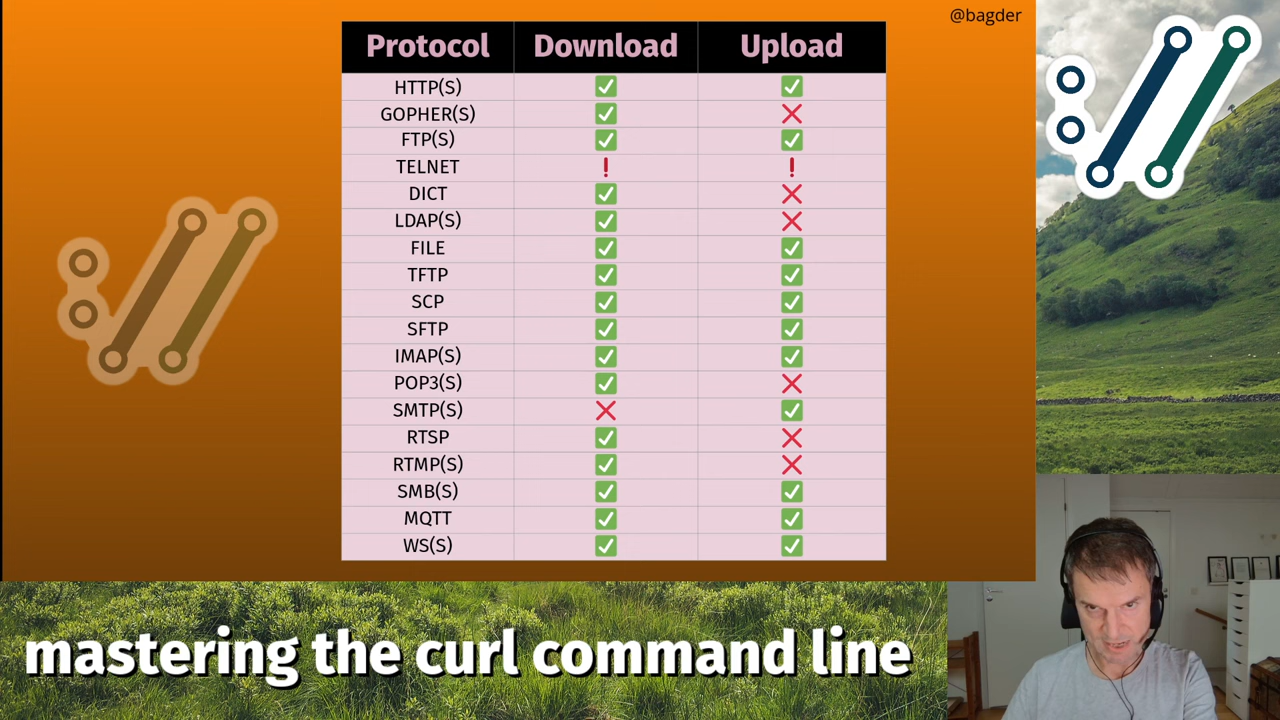 @bagder
Protocol Download Upload
HTTP(S) ✅ ✅
GOPHER(S) ✅ ❌
FTP(S) ✅ ✅
TELNET ❗ ❗
DICT ✅ ❌
LDAP(S) ✅ ❌
FILE ✅ ✅
TFTP ✅ ✅
SCP ✅ ✅
SFTP ✅ ✅
IMAP(S) ✅ ✅
POP3(S) ✅ ❌
SMTP(S) ❌ ✅
RTSP ✅ ❌
RTMP(S) ✅ ❌
SMB(S) ✅ ✅
MQTT ✅ ✅
WS(S) ✅ ✅
mastering the curl command line